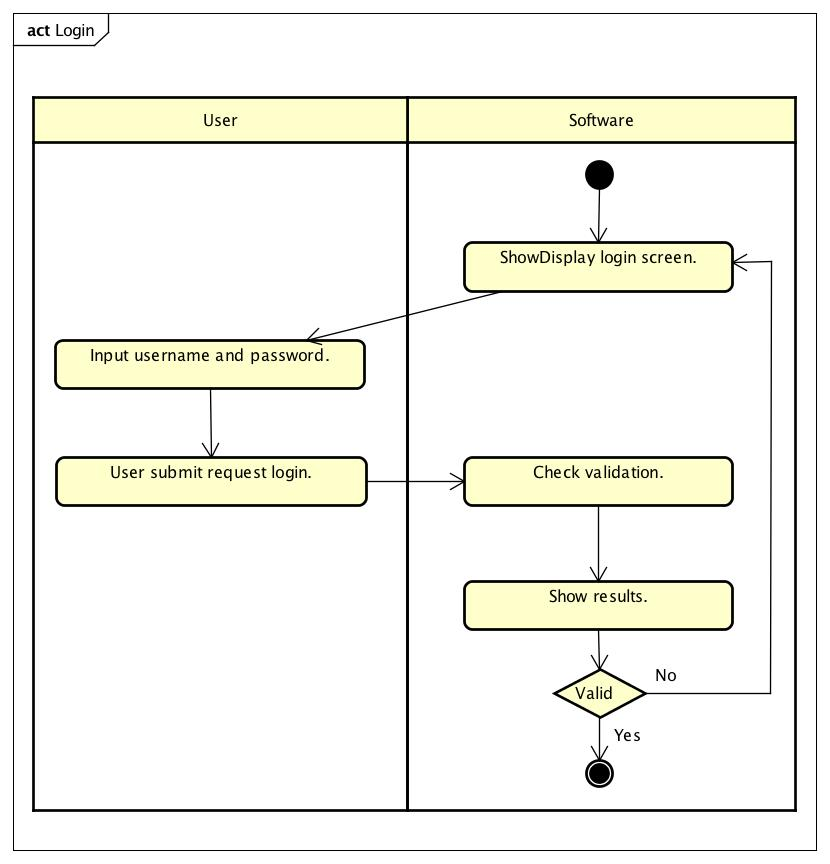 act Login
User
Software
ShowDisplay login screen.
Input username and password.
User submit request login.
Check validation.
Show results.
Valid
No
Yes